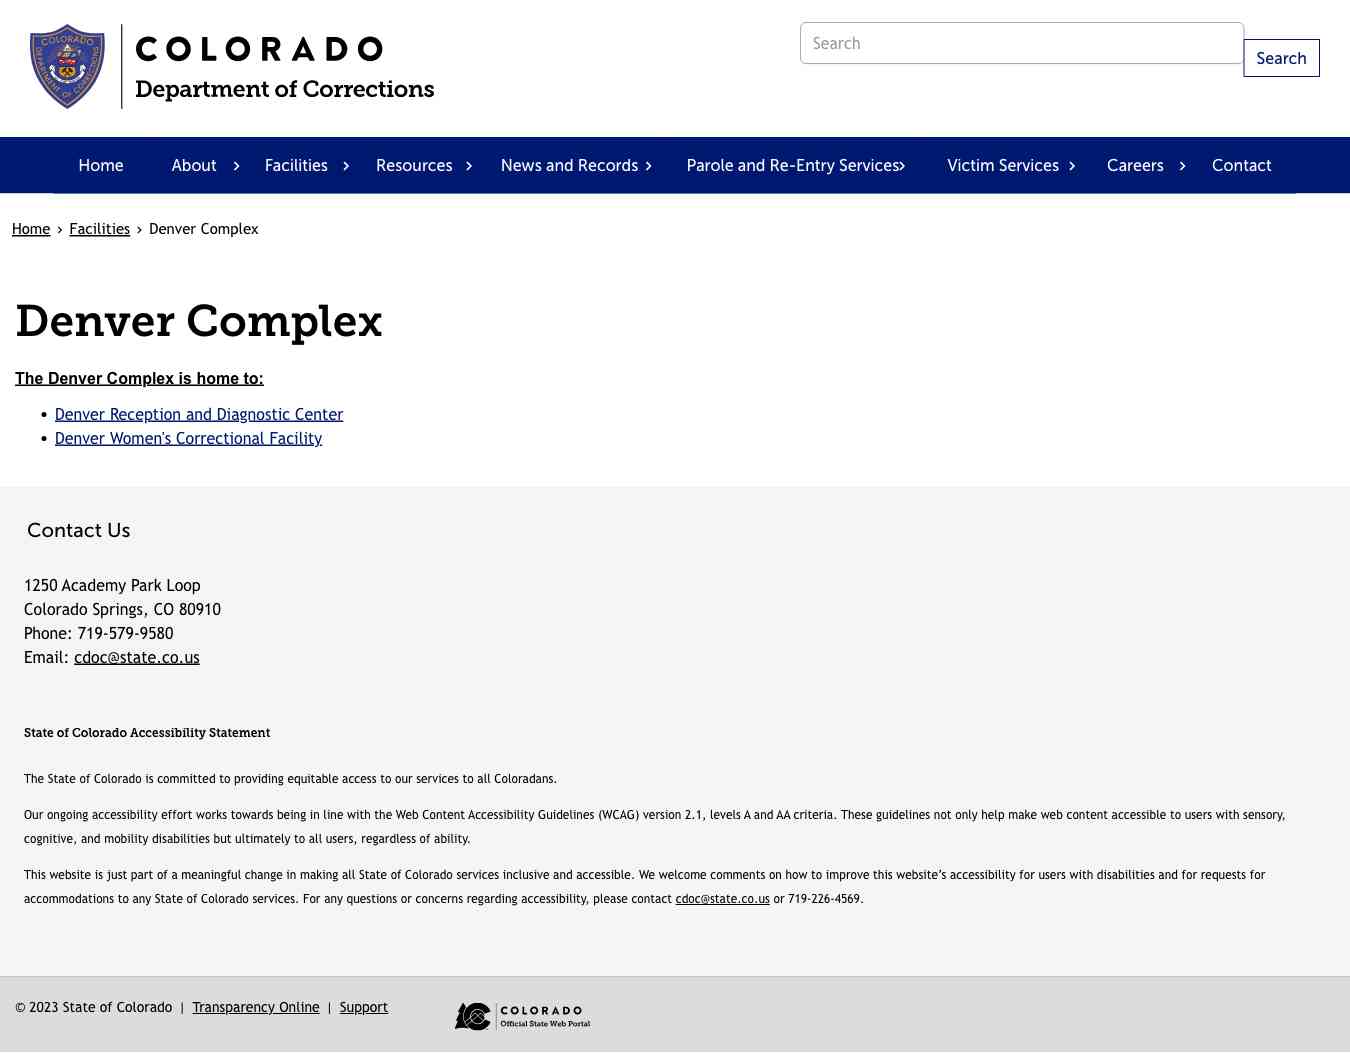 COLORADO
Department of Corrections
Search
Search
Home About Facilities Resources News and Records Parole and Re-Entry Services Victim Services Careers Contact
Home › Facilities › Denver Complex
Denver Complex
The Denver Complex is home to:
• Denver Reception and Diagnostic Center
• Denver Women's Correctional Facility
Contact Us
1250 Academy Park Loop
Colorado Springs, CO 80910
Phone: 719-579-9580
Email: cdoc@state.co.us
State of Colorado Accessibility Statement
The State of Colorado is committed to providing equitable access to our services to all Coloradans.
Our ongoing accessibility effort works towards being in line with the Web Content Accessibility Guidelines (WCAG) version 2.1, levels A and AA criteria. These guidelines not only help make web content accessible to users with sensory,
cognitive, and mobility disabilities but ultimately to all users, regardless of ability.
This website is just part of a meaningful change in making all State of Colorado services inclusive and accessible. We welcome comments on how to improve this website’s accessibility for users with disabilities and for requests for
accommodations to any State of Colorado services. For any questions or concerns regarding accessibility, please contact cdoc@state.co.us or 719-226-4569.
© 2023 State of Colorado | Transparency Online | Support
COLORADO
Official State Web Portal